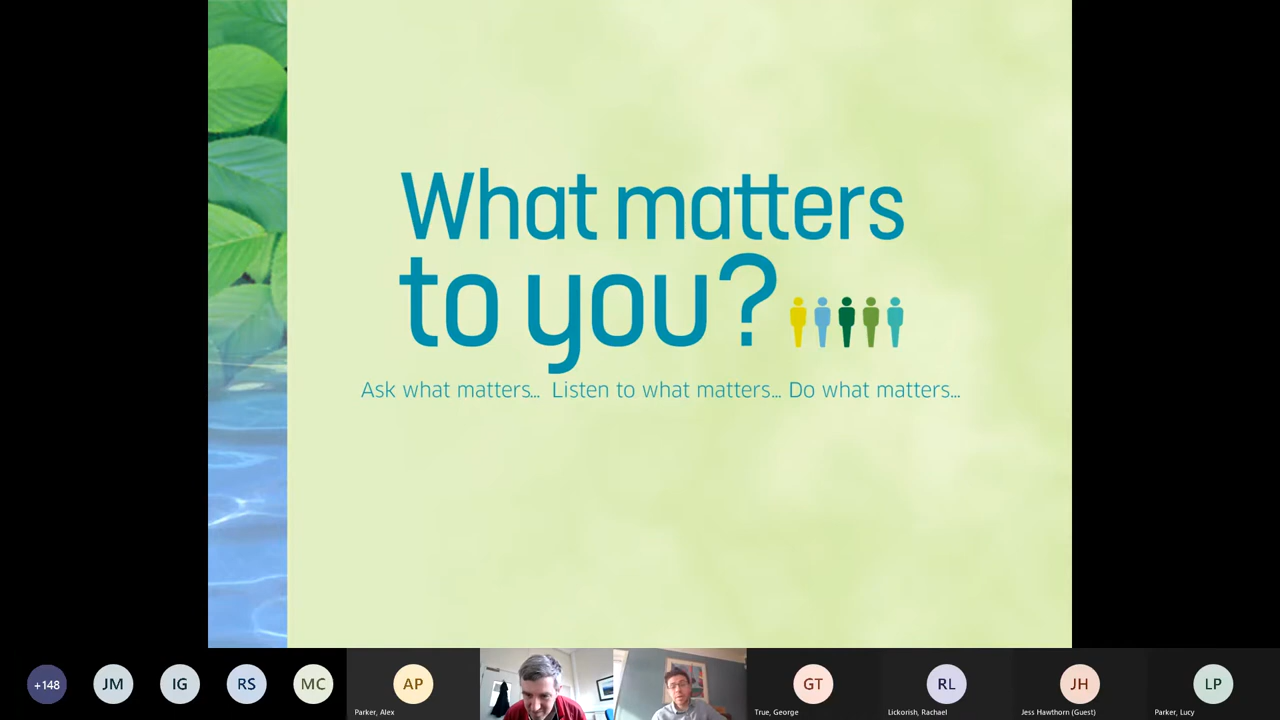 What matters
to you?
Ask what matters... Listen to what matters... Do what matters...
+148
JM
IG
RS
MC
AP
Parker, Alex
GT
True, George
RL
Lickorish, Rachael
JH
Jess Hawthorn (Guest)
LP
Parker, Lucy